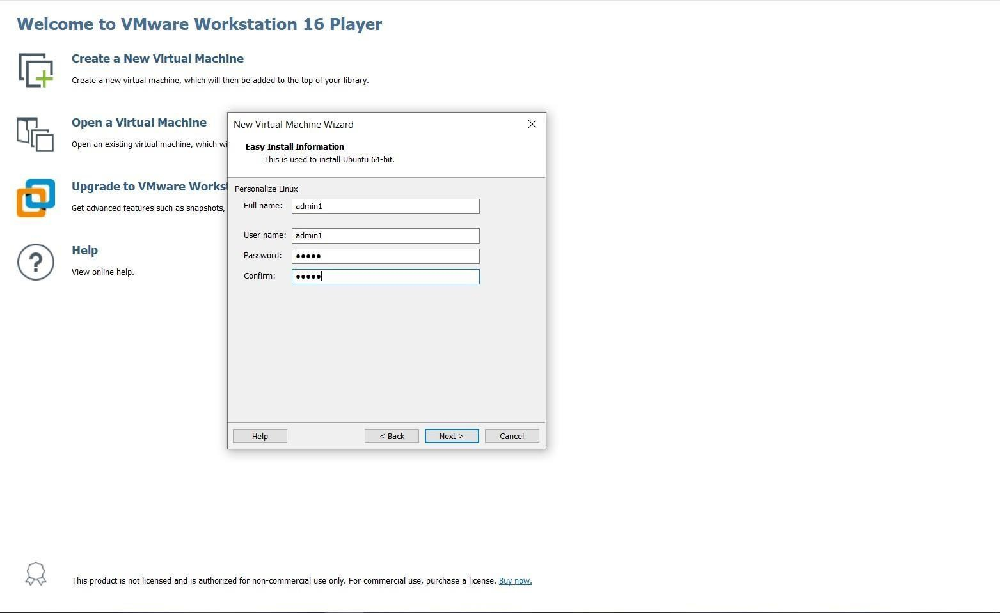 Welcome to VMware Workstation 16 Player
Create a New Virtual Machine
Create a new virtual machine, which will then be added to the top of your library.
Open a Virtual Machine
Open an existing virtual machine, which wi
Upgrade to VMware Workst
Get advanced features such as snapshots,
Help
View online help.
New Virtual Machine Wizard
Easy Install Information
This is used to install Ubuntu 64-bit.
Personalize Linux
Full name: admin1
User name: admin1
Password: ●●●●●
Confirm: ●●●●●
Help < Back Next > Cancel
This product is not licensed and is authorized for non-commercial use only. For commercial use, purchase a license. Buy now.